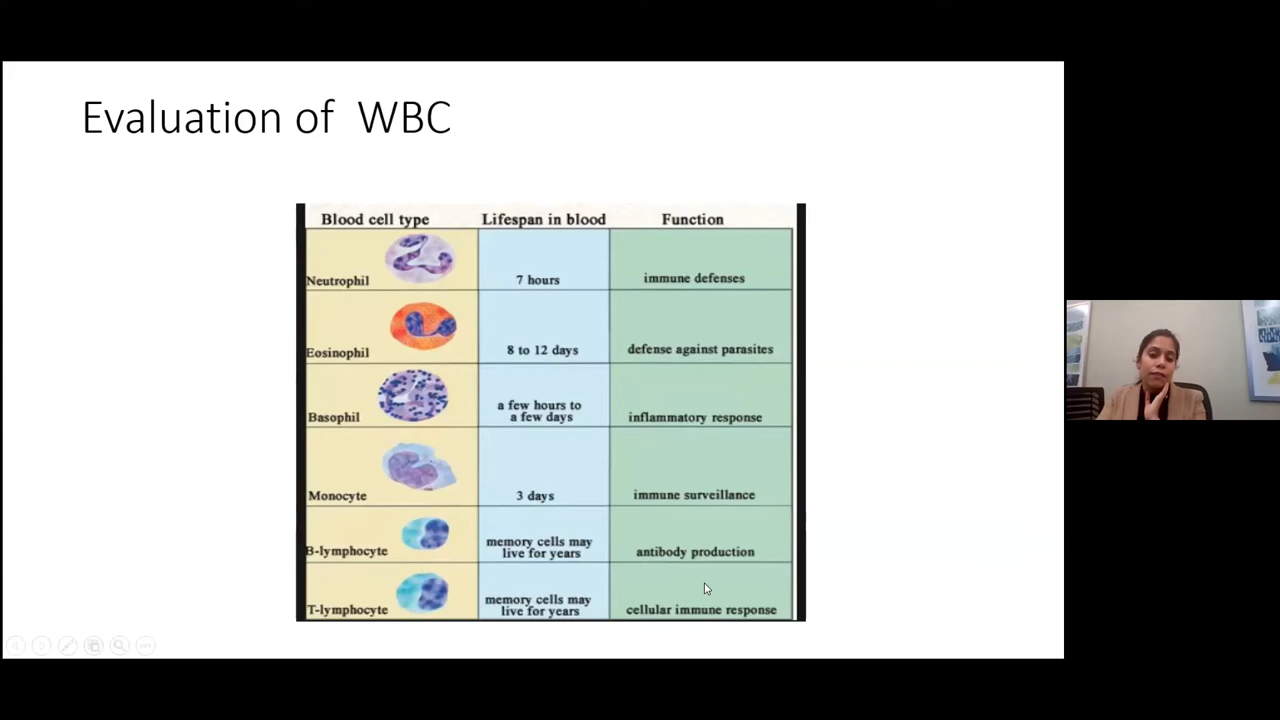 Evaluation of WBC
Blood cell type Lifespan in blood Function
Neutrophil 7 hours immune defenses
Eosinophil 8 to 12 days defense against parasites
Basophil a few hours to a few days inflammatory response
Monocyte 3 days immune surveillance
B-lymphocyte memory cells may live for years antibody production
T-lymphocyte memory cells may live for years cellular immune response